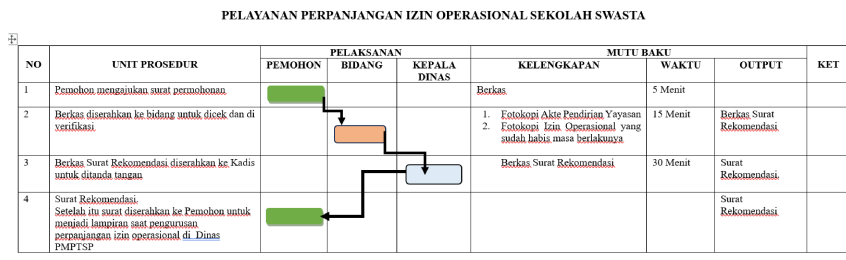 PELAYANAN PERPANJANGAN IZIN OPERASIONAL SEKOLAH SWASTA
NO
UNIT PROSEDUR
PELAKSANAN
MUTU BAKU
KET
PEMOHON
BIDANG
KEPALA
DINAS
KELENGKAPAN
WAKTU
OUTPUT
1
Pemohon mengajukan surat permohonan
Berkas
5 Menit
2
Berkas diserahkan ke bidang untuk dicek dan di
verifikasi
1. Fotokopi Akte Pendirian Yayasan
2. Fotokopi Izin Operasional yang
sudah habis masa berlakunya
15 Menit
Berkas Surat
Rekomendasi
3
Berkas Surat Rekomendasi diserahkan ke Kadis
untuk ditanda tangan
Berkas Surat Rekomendasi
30 Menit
Surat
Rekomendasi.
4
Surat Rekomendasi.
Setelah itu surat diserahkan ke Pemohon untuk
menjadi lampiran saat pengurusan
perpanjangan izin operasional di Dinas
PMPTSP
Surat
Rekomendasi